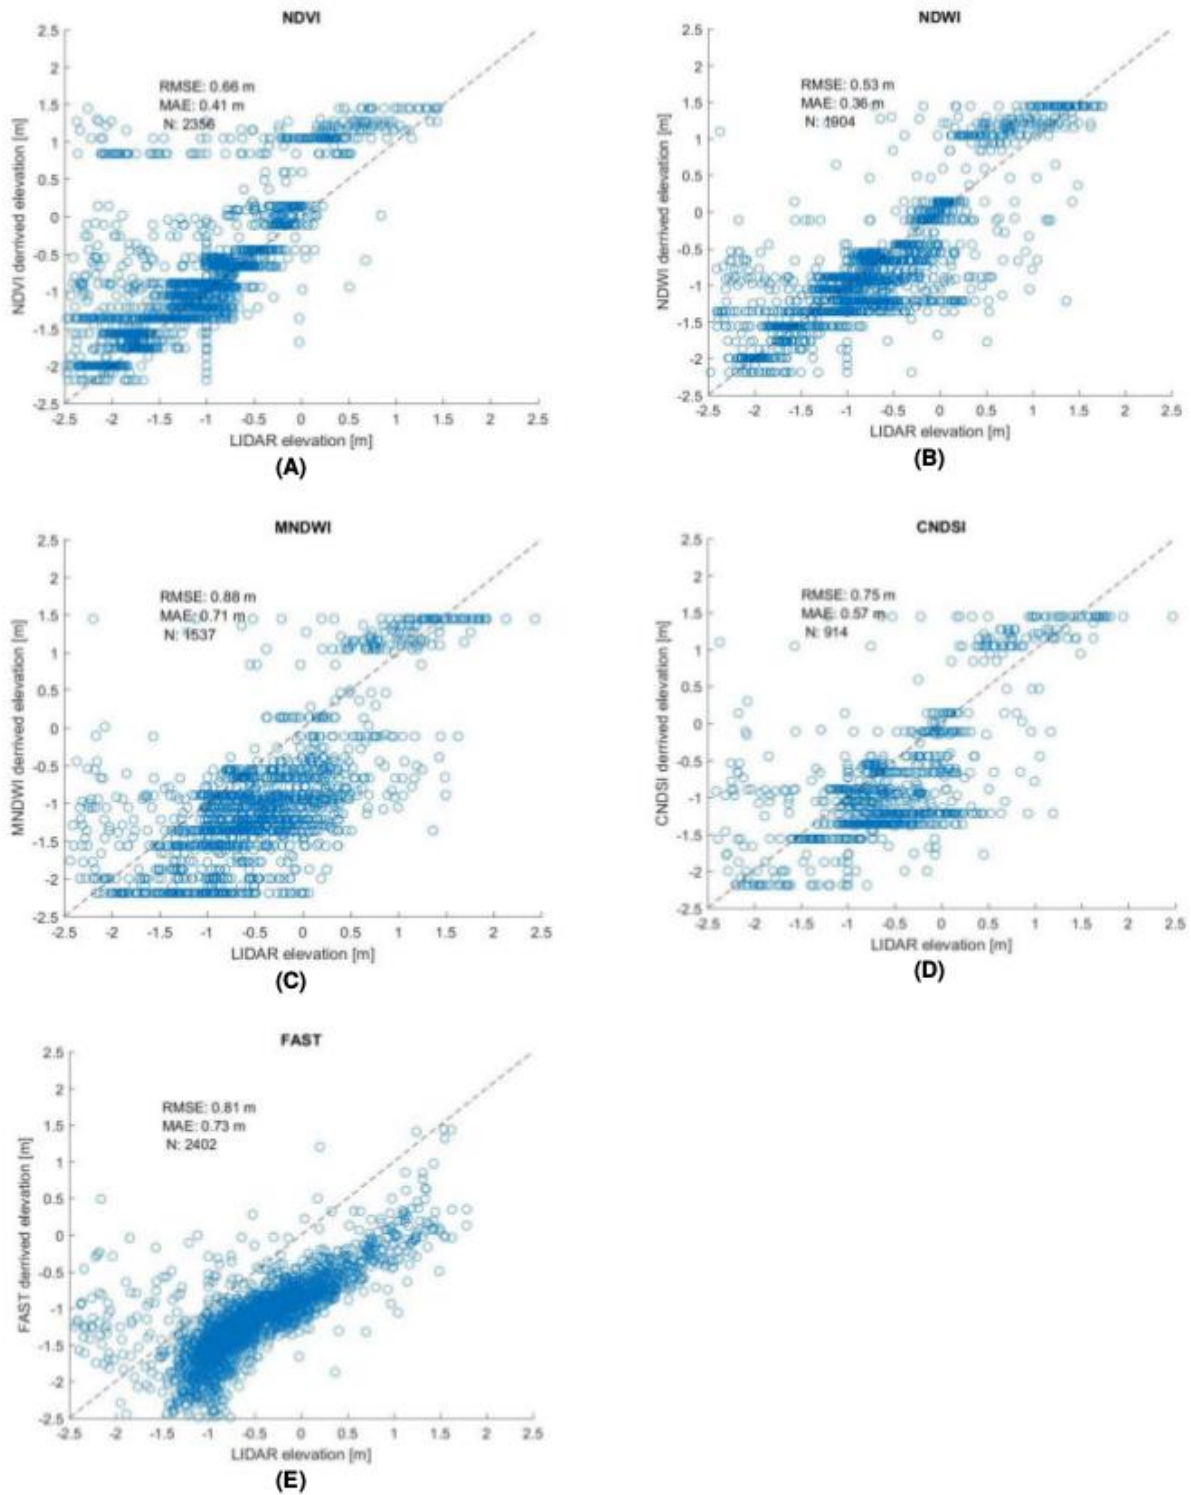 NDVI
2.5
2
1.5
1
0.5
0
-0.5
-1
-1.5
-2
-2.5
RMSE: 0.66 m
MAE: 0.41 m
N: 2356
NDVI derrived elevation [m]
-2.5 -2 -1.5 -1 -0.5 0 0.5 1 1.5 2 2.5
LIDAR elevation [m]
(A)
NDWI
2.5
2
1.5
1
0.5
0
-0.5
-1
-1.5
-2
-2.5
RMSE: 0.53 m
MAE: 0.36 m
N: 1904
NDWI derrived elevation [m]
-2.5 -2 -1.5 -1 -0.5 0 0.5 1 1.5 2 2.5
LIDAR elevation [m]
(B)
MNDWI
2.5
2
1.5
1
0.5
0
-0.5
-1
-1.5
-2
-2.5
RMSE: 0.88 m
MAE: 0.71 m
N: 1537
MNDWI derrived elevation [m]
-2.5 -2 -1.5 -1 -0.5 0 0.5 1 1.5 2 2.5
LIDAR elevation [m]
(C)
CNDSI
2.5
2
1.5
1
0.5
0
-0.5
-1
-1.5
-2
-2.5
RMSE: 0.75 m
MAE: 0.57 m
N: 914
CNDSI derrived elevation [m]
-2.5 -2 -1.5 -1 -0.5 0 0.5 1 1.5 2 2.5
LIDAR elevation [m]
(D)
FAST
2.5
2
1.5
1
0.5
0
-0.5
-1
-1.5
-2
-2.5
RMSE: 0.81 m
MAE: 0.73 m
N: 2402
FAST derrived elevation [m]
-2.5 -2 -1.5 -1 -0.5 0 0.5 1 1.5 2 2.5
LIDAR elevation [m]
(E)